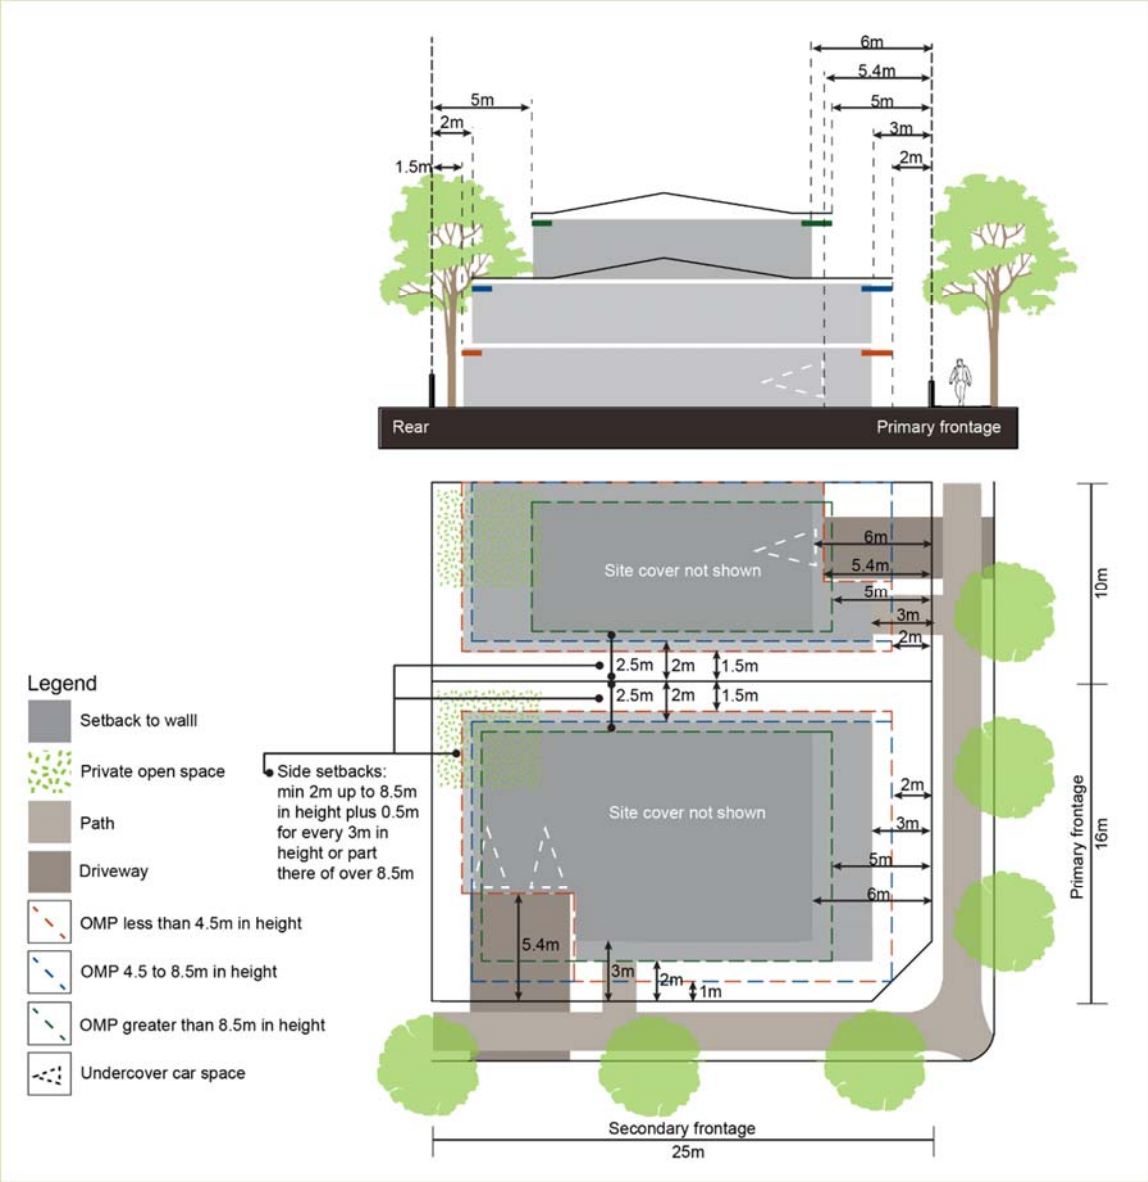 6m
5.4m
5m
5m
2m
3m
1.5m
2m
Rear
Primary frontage
6m
Site cover not shown
5.4m
5m
3m
2m
10m
2.5m
2m
1.5m
2.5m
2m
1.5m
Legend
Setback to walll
Private open space
Path
Driveway
OMP less than 4.5m in height
OMP 4.5 to 8.5m in height
OMP greater than 8.5m in height
Undercover car space
Side setbacks:
min 2m up to 8.5m
in height plus 0.5m
for every 3m in
height or part
there of over 8.5m
Site cover not shown
2m
3m
5m
6m
Primary frontage
16m
5.4m
3m
2m
1m
Secondary frontage
25m